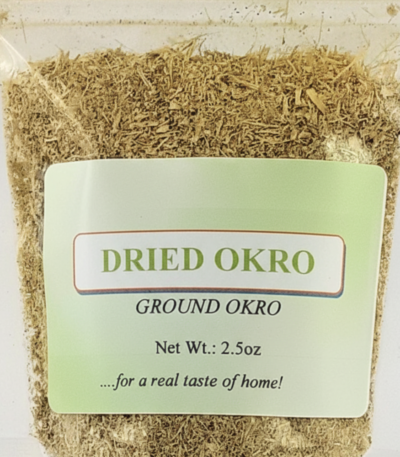 DRIED OKRO
GROUND OKRO
Net Wt.: 2.5oz
....for a real taste of home!